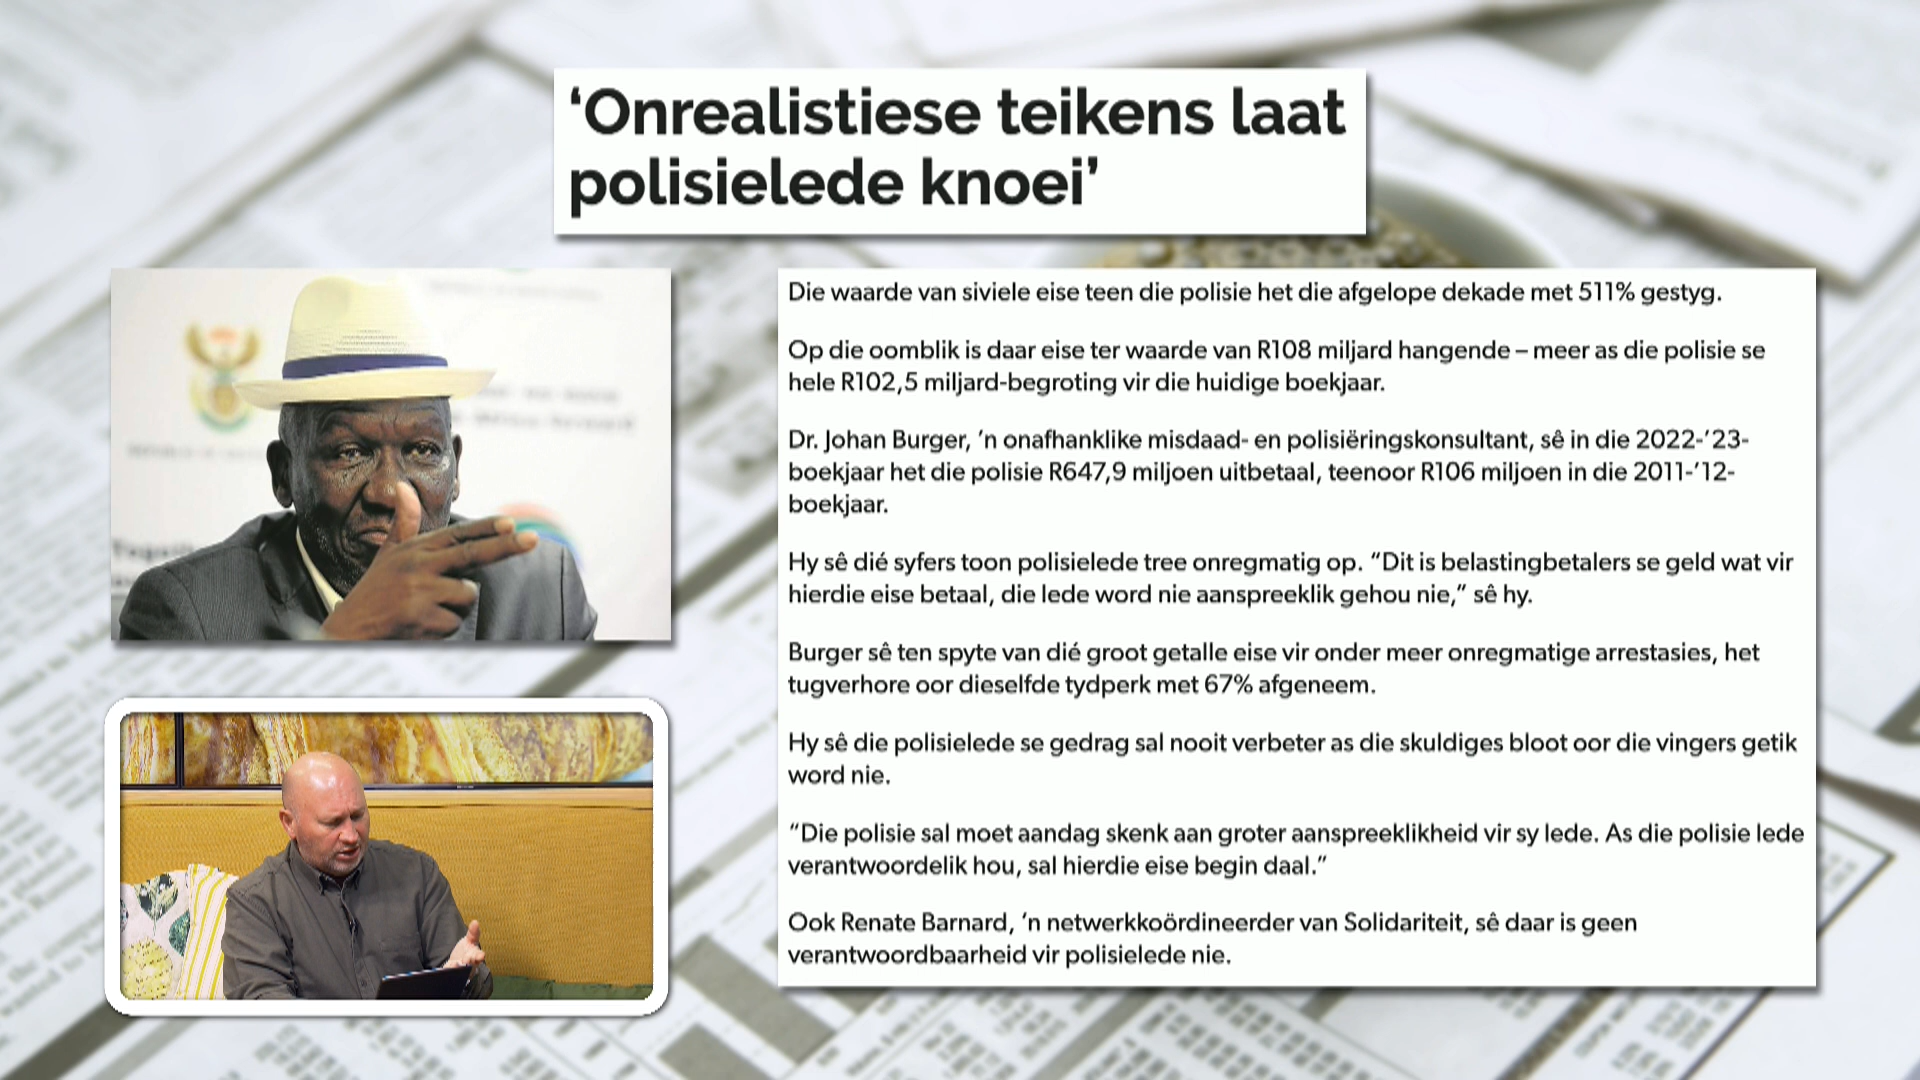 ‘Onrealistiese teikens laat
polisielede knoei’
Die waarde van siviele eise teen die polisie het die afgelope dekade met 511% gestyg.
Op die oomblik is daar eise ter waarde van R108 miljard hangende – meer as die polisie se
hele R102,5 miljard-begroting vir die huidige boekjaar.
Dr. Johan Burger, ’n onafhanklike misdaad- en polisiëringskonsultant, sê in die 2022-’23-
boekjaar het die polisie R647,9 miljoen uitbetaal, teenoor R106 miljoen in die 2011-’12-
boekjaar.
Hy sê dié syfers toon polisielede tree onregmatig op. “Dit is belastingbetalers se geld wat vir
hierdie eise betaal, die lede word nie aanspreeklik gehou nie,” sê hy.
Burger sê ten spyte van dié groot getalle eise vir onder meer onregmatige arrestasies, het
tugverhore oor dieselfde tydperk met 67% afgeneem.
Hy sê die polisielede se gedrag sal nooit verbeter as die skuldiges bloot oor die vingers getik
word nie.
“Die polisie sal moet aandag skenk aan groter aanspreeklikheid vir sy lede. As die polisie lede
verantwoordelik hou, sal hierdie eise begin daal.”
Ook Renate Barnard, ’n netwerkkoördineerder van Solidariteit, sê daar is geen
verantwoordbaarheid vir polisielede nie.